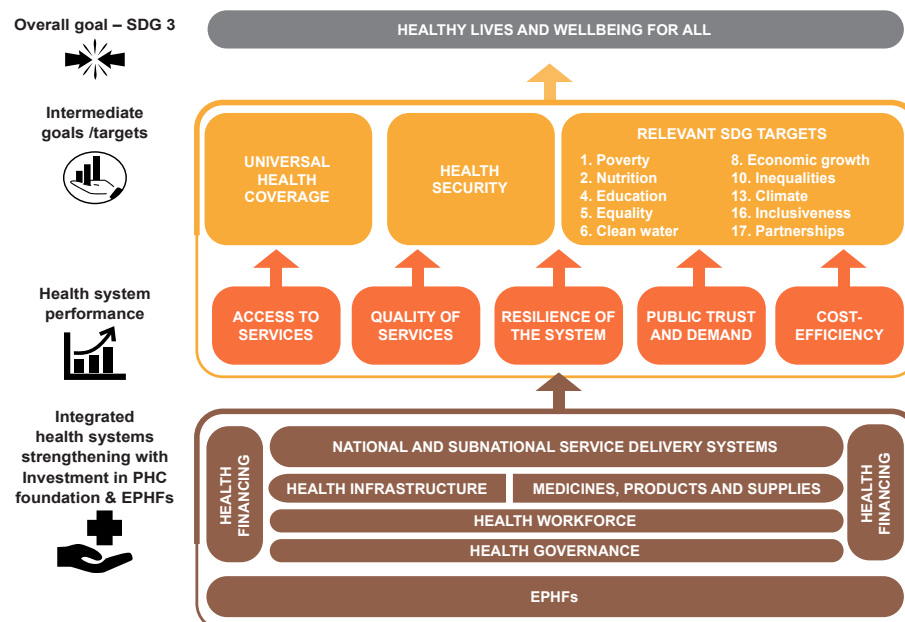 Overall goal – SDG 3
HEALTHY LIVES AND WELLBEING FOR ALL
Intermediate
goals /targets
UNIVERSAL
HEALTH
COVERAGE
HEALTH
SECURITY
RELEVANT SDG TARGETS
1. Poverty
2. Nutrition
4. Education
5. Equality
6. Clean water
8. Economic growth
10. Inequalities
13. Climate
16. Inclusiveness
17. Partnerships
Health system
performance
ACCESS TO
SERVICES
QUALITY OF
SERVICES
RESILIENCE OF
THE SYSTEM
PUBLIC TRUST
AND DEMAND
COST-
EFFICIENCY
Integrated
health systems
strengthening with
Investment in PHC
foundation & EPHFs
HEALTH
FINANCING
NATIONAL AND SUBNATIONAL SERVICE DELIVERY SYSTEMS
HEALTH INFRASTRUCTURE
MEDICINES, PRODUCTS AND SUPPLIES
HEALTH WORKFORCE
HEALTH GOVERNANCE
HEALTH
FINANCING
EPHFs